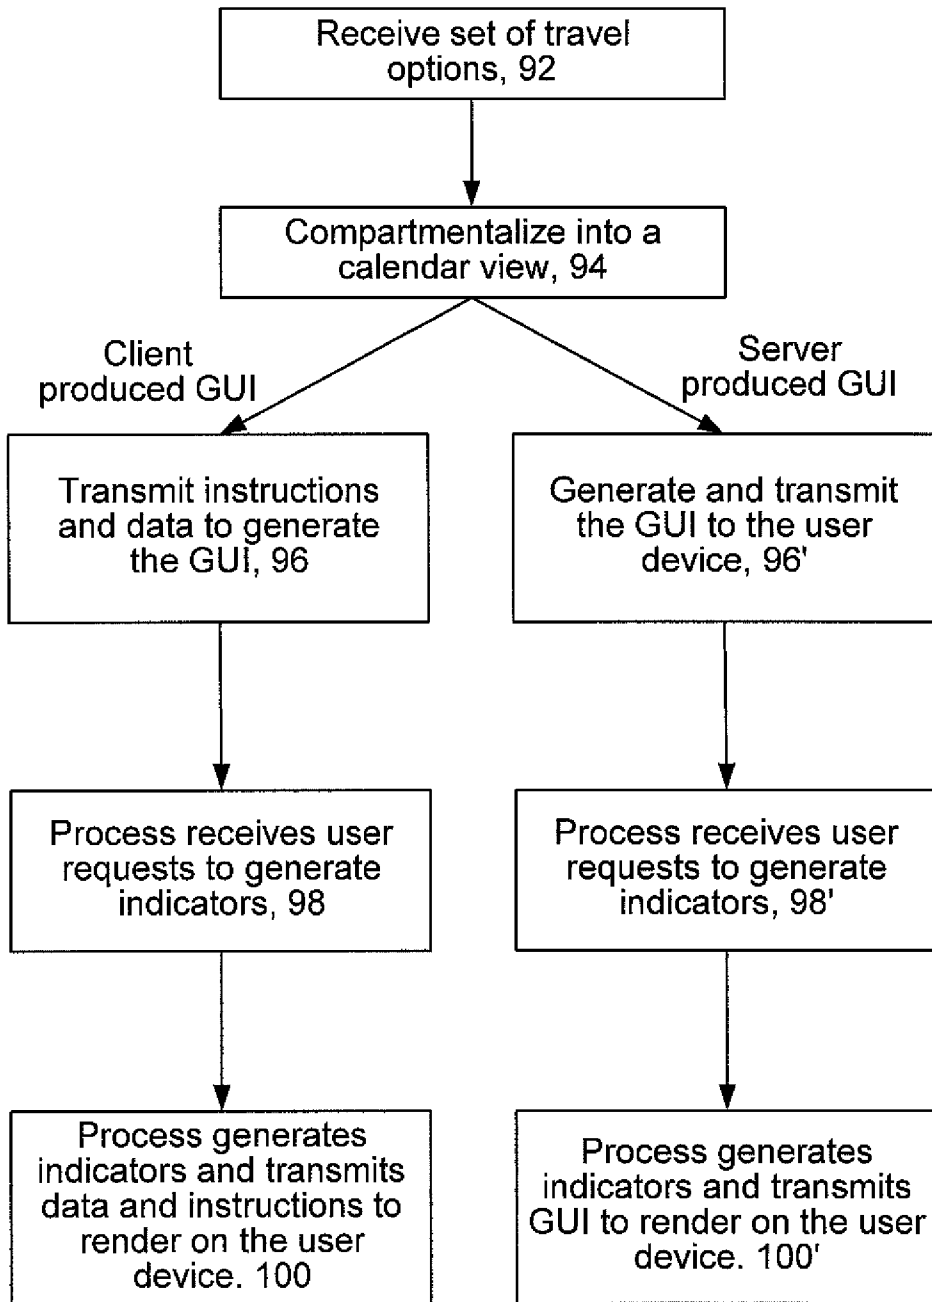 Receive set of travel
options, 92
Compartmentalize into a
calendar view, 94
Client
produced GUI
Server
produced GUI
Transmit instructions
and data to generate
the GUI, 96
Generate and transmit
the GUI to the user
device, 96'
Process receives user
requests to generate
indicators, 98
Process receives user
requests to generate
indicators, 98'
Process generates
indicators and transmits
data and instructions to
render on the user
device. 100
Process generates
indicators and transmits
GUI to render on the user
device. 100'